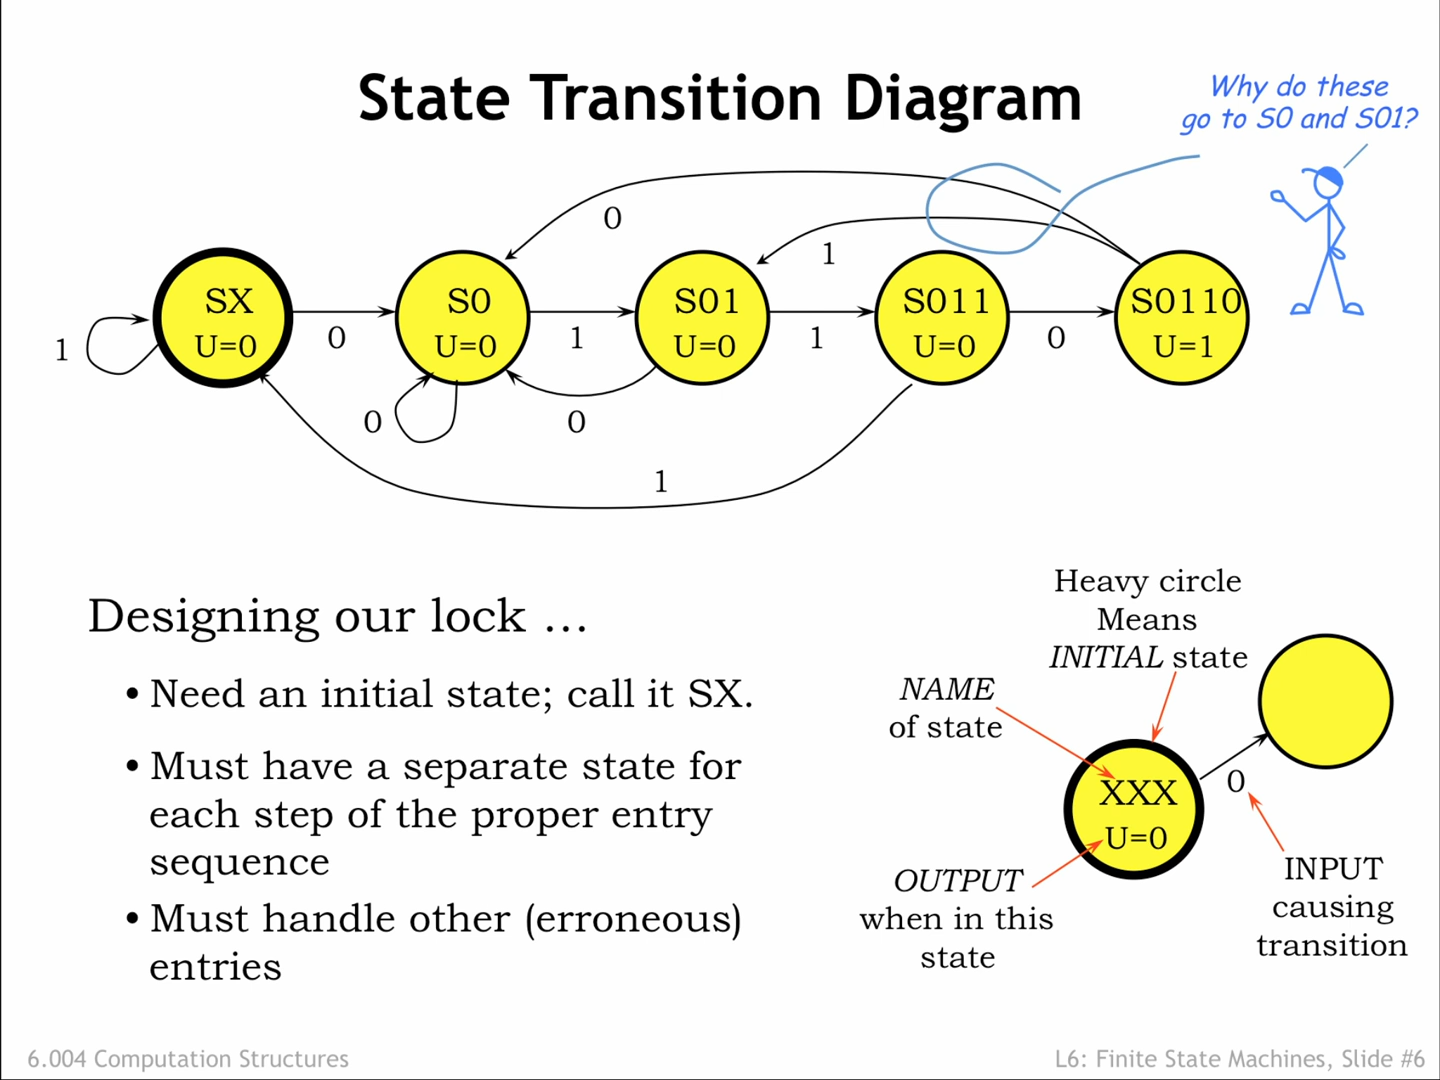 State Transition Diagram
Why do these
go to S0 and S01?
0
1
SX
U=0
S0
U=0
S01
U=0
S011
U=0
S0110
U=1
1
0
1
1
0
0
0
1
Designing our lock …
• Need an initial state; call it SX.
• Must have a separate state for
each step of the proper entry
sequence
• Must handle other (erroneous)
entries
Heavy circle
Means
INITIAL state
NAME
of state
XXX
U=0
0
OUTPUT
when in this
state
INPUT
causing
transition
6.004 Computation Structures
L6: Finite State Machines, Slide #6